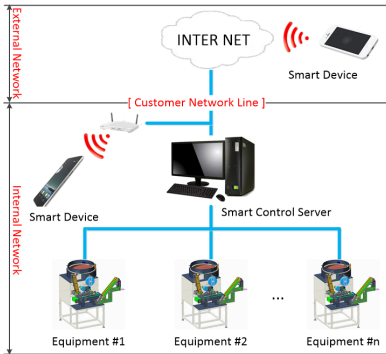 External Network
INTER NET
Smart Device
[ Customer Network Line ]
Internal Network
Smart Device
Smart Control Server
...
Equipment #1
Equipment #2
Equipment #n